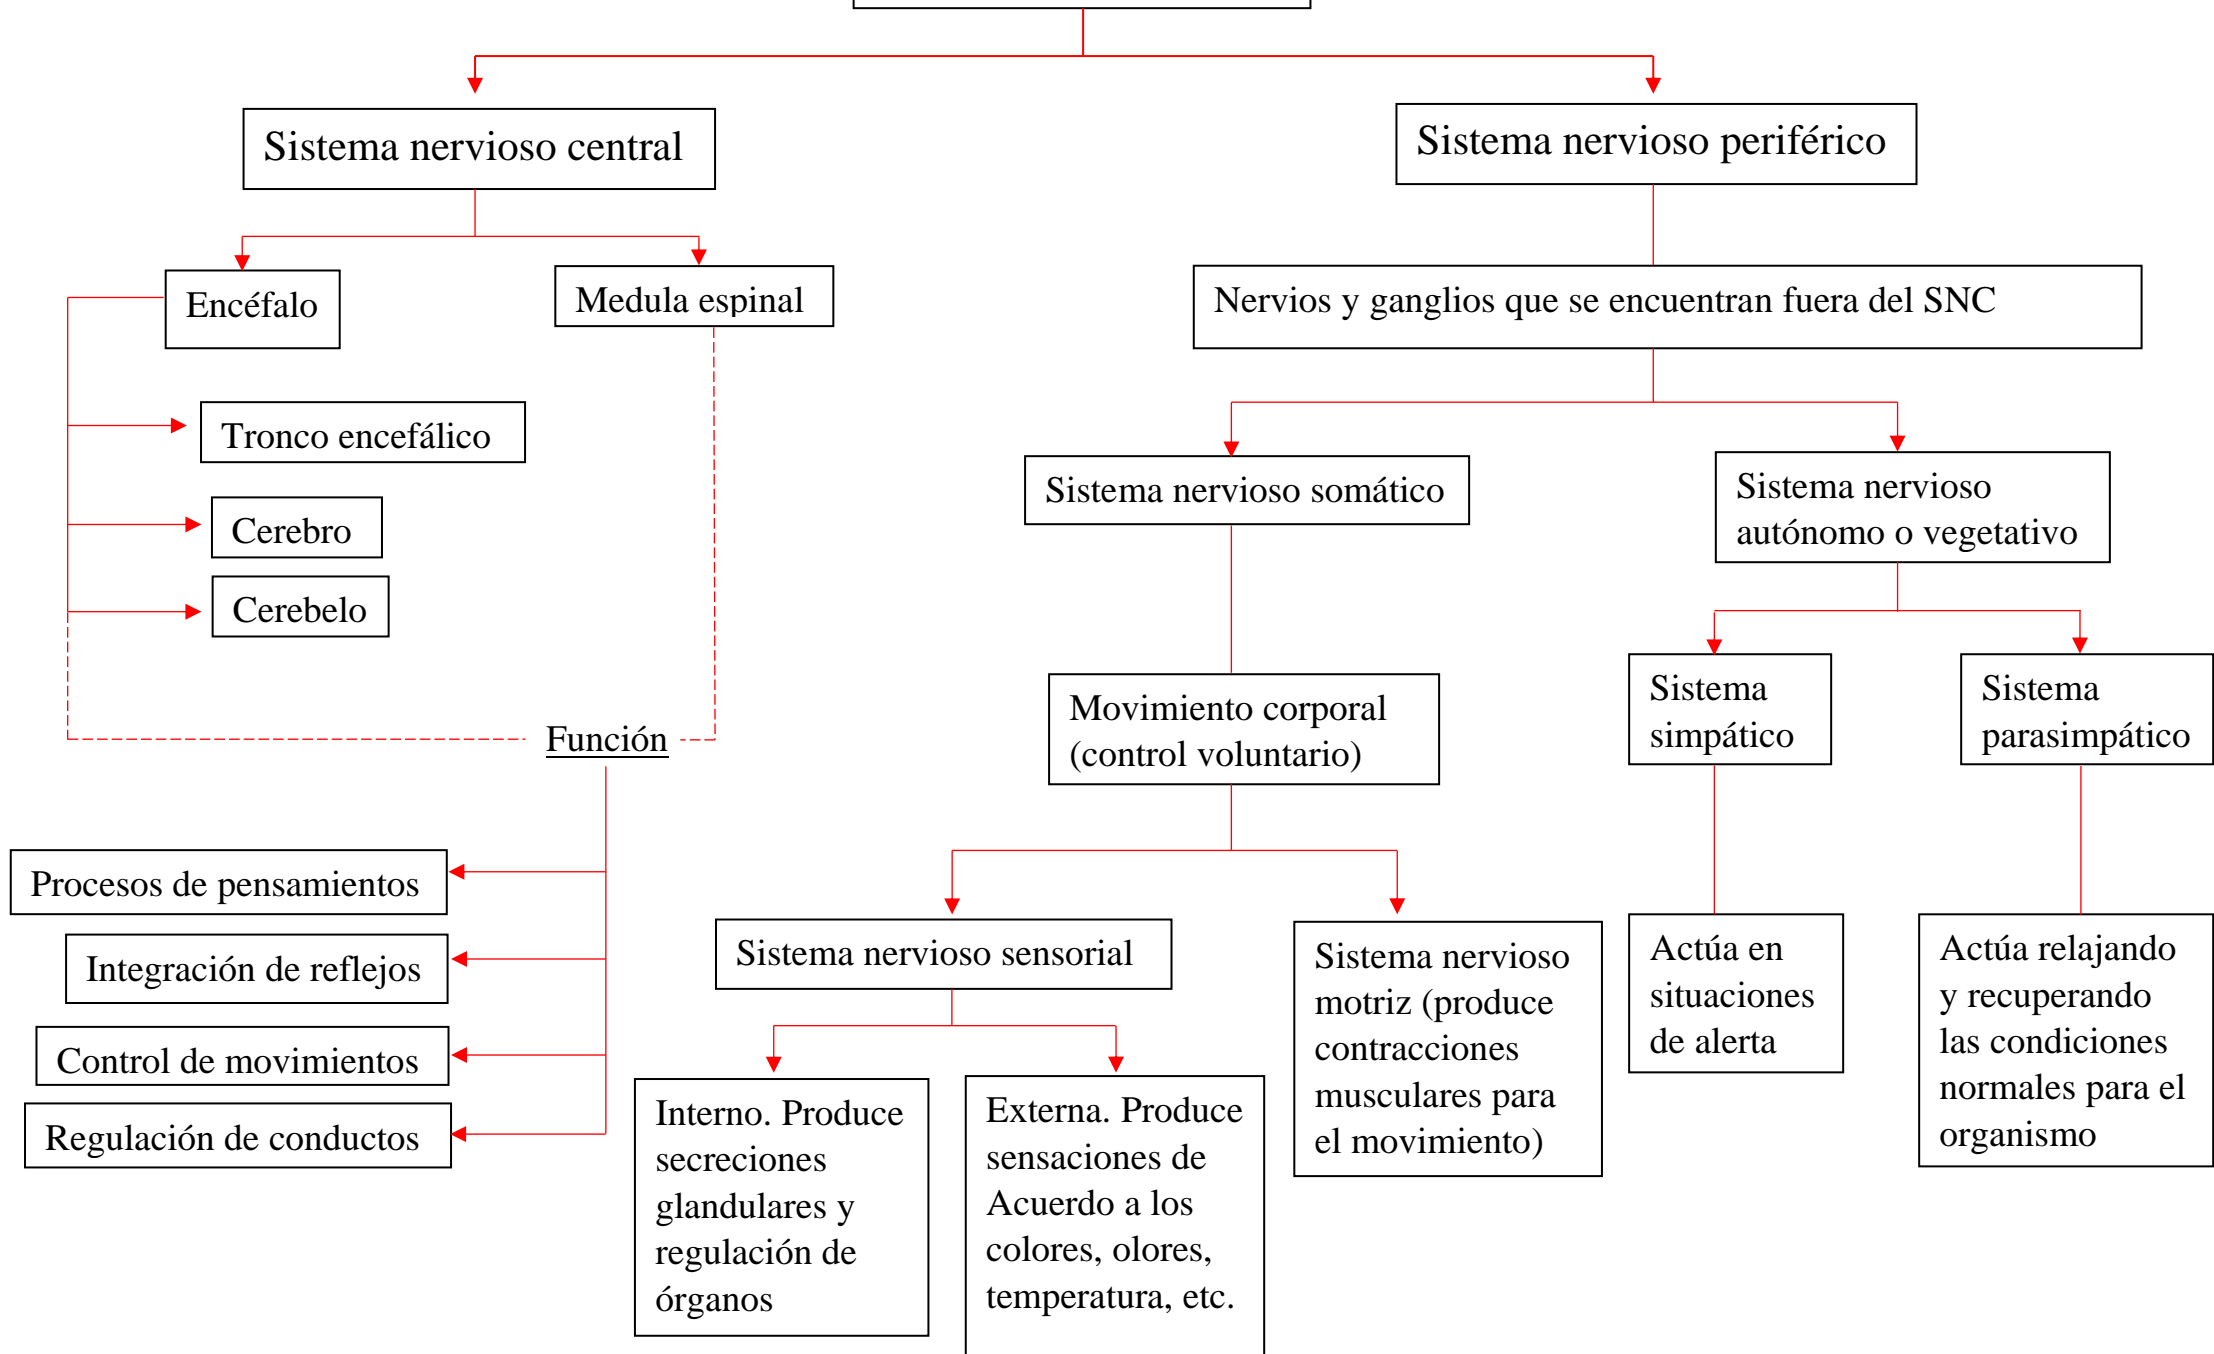 Sistema nervioso central
Sistema nervioso periférico
Encéfalo
Medula espinal
Nervios y ganglios que se encuentran fuera del SNC
Tronco encefálico
Cerebro
Cerebelo
Sistema nervioso somático
Sistema nervioso
autónomo o vegetativo
Función
Movimiento corporal
(control voluntario)
Sistema
simpático
Sistema
parasimpático
Procesos de pensamientos
Integración de reflejos
Control de movimientos
Regulación de conductos
Sistema nervioso sensorial
Sistema nervioso
motriz (produce
contracciones
musculares para
el movimiento)
Actúa en
situaciones
de alerta
Actúa relajando
y recuperando
las condiciones
normales para el
organismo
Interno. Produce
secreciones
glandulares y
regulación de
órganos
Externa. Produce
sensaciones de
Acuerdo a los
colores, olores,
temperatura, etc.